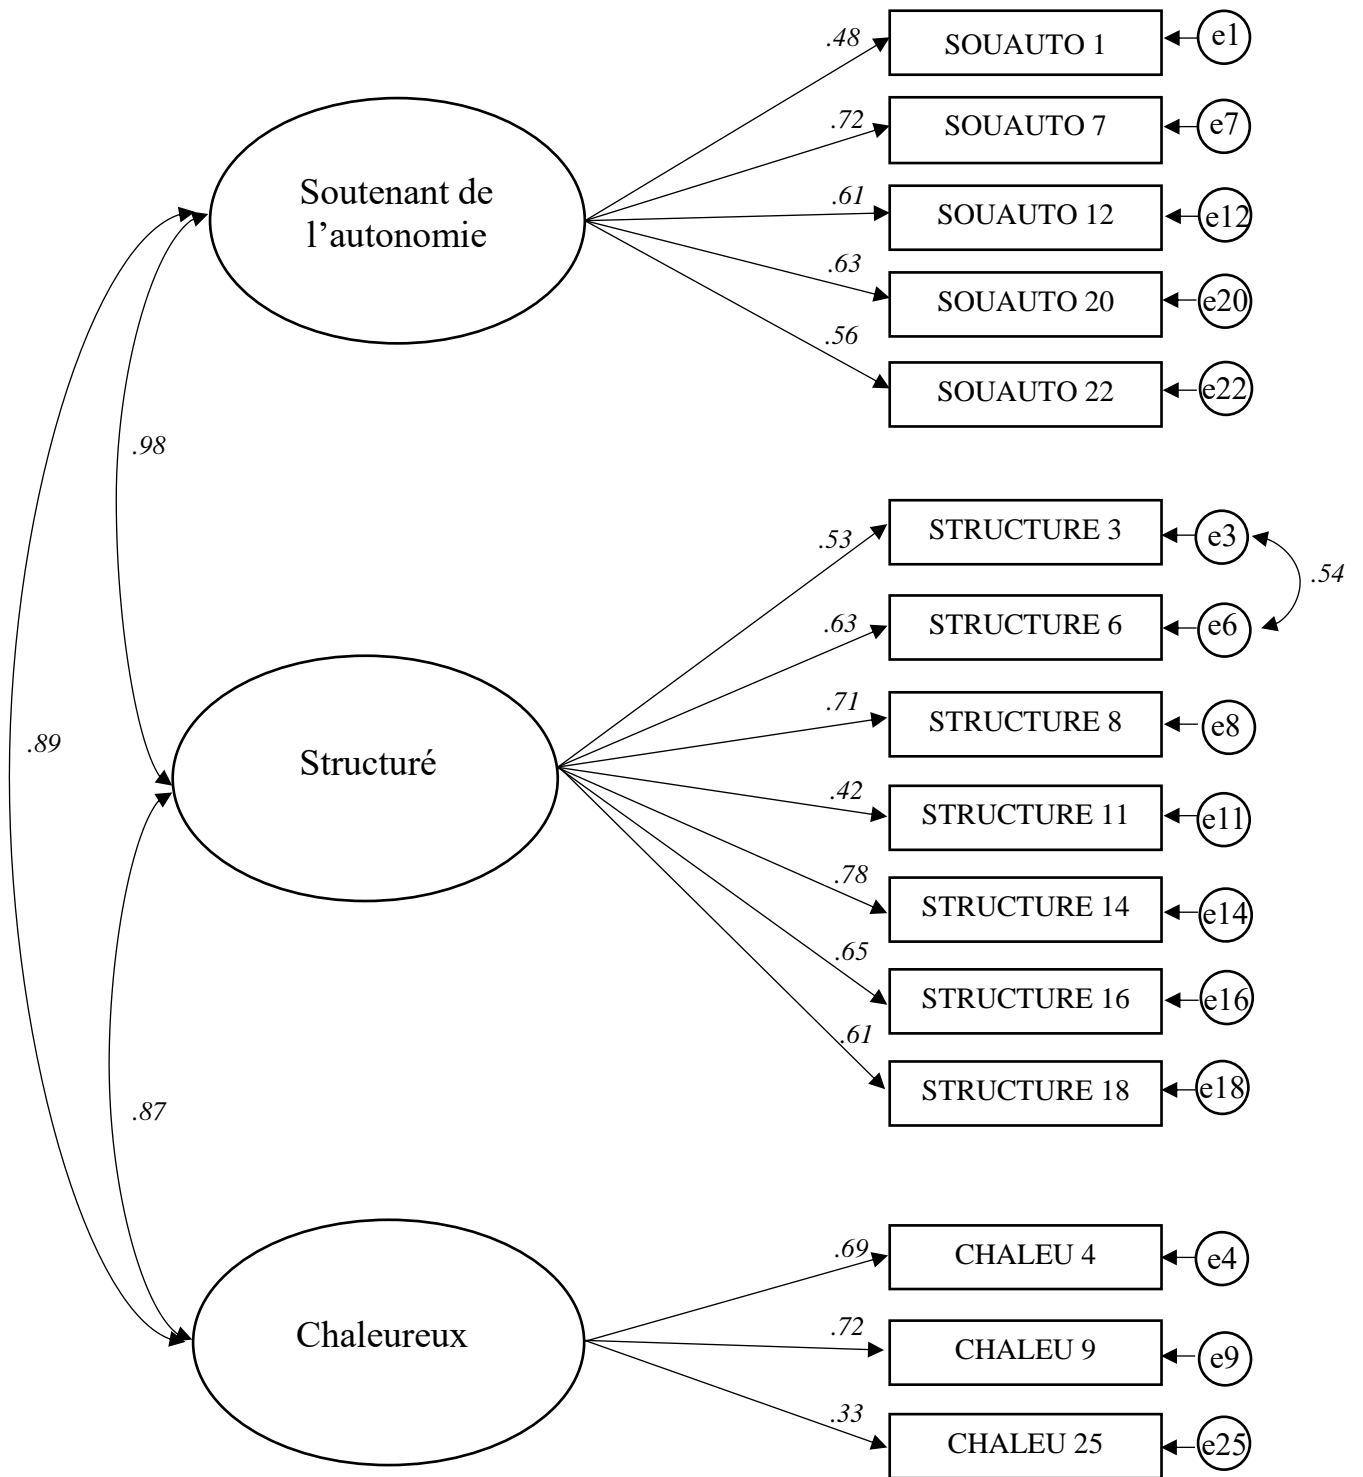 .48
SOUAUTO 1
e1
.72
SOUAUTO 7
e7
Soutenant de
l’autonomie
.61
SOUAUTO 12
e12
.63
SOUAUTO 20
e20
.56
SOUAUTO 22
e22
.98
.53
STRUCTURE 3
e3
.54
.63
STRUCTURE 6
e6
.71
STRUCTURE 8
e8
.89
Structuré
.42
STRUCTURE 11
e11
.78
STRUCTURE 14
e14
.65
STRUCTURE 16
e16
.61
STRUCTURE 18
e18
.87
.69
CHALEU 4
e4
Chaleureux
.72
CHALEU 9
e9
.33
CHALEU 25
e25